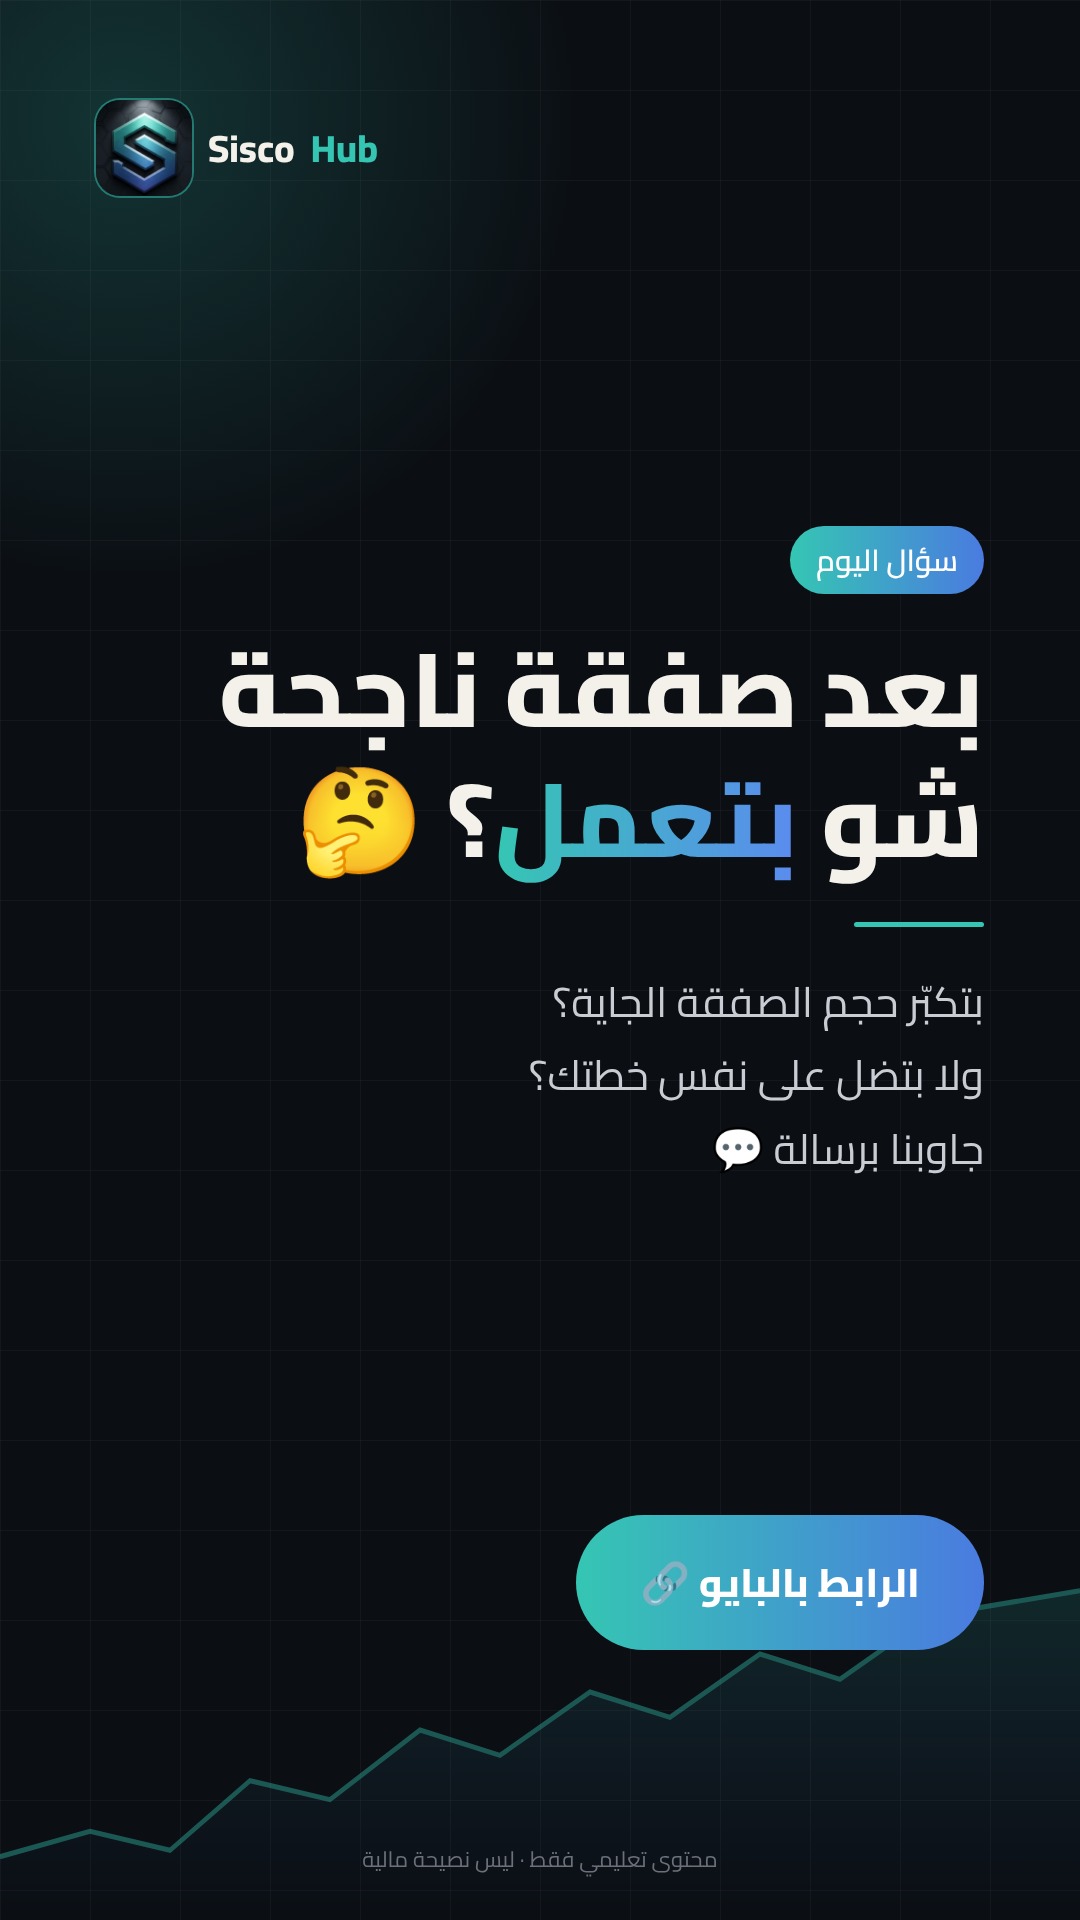 Sisco Hub
سؤال اليوم
بعد صفقة ناجحة
شو بتعمل؟ 🤔
بتكبّر حجم الصفقة الجاية؟
ولا بتضل على نفس خطتك؟
جاوبنا برسالة 💬
الرابط بالبايو 🔗
محتوى تعليمي فقط · ليس نصيحة مالية